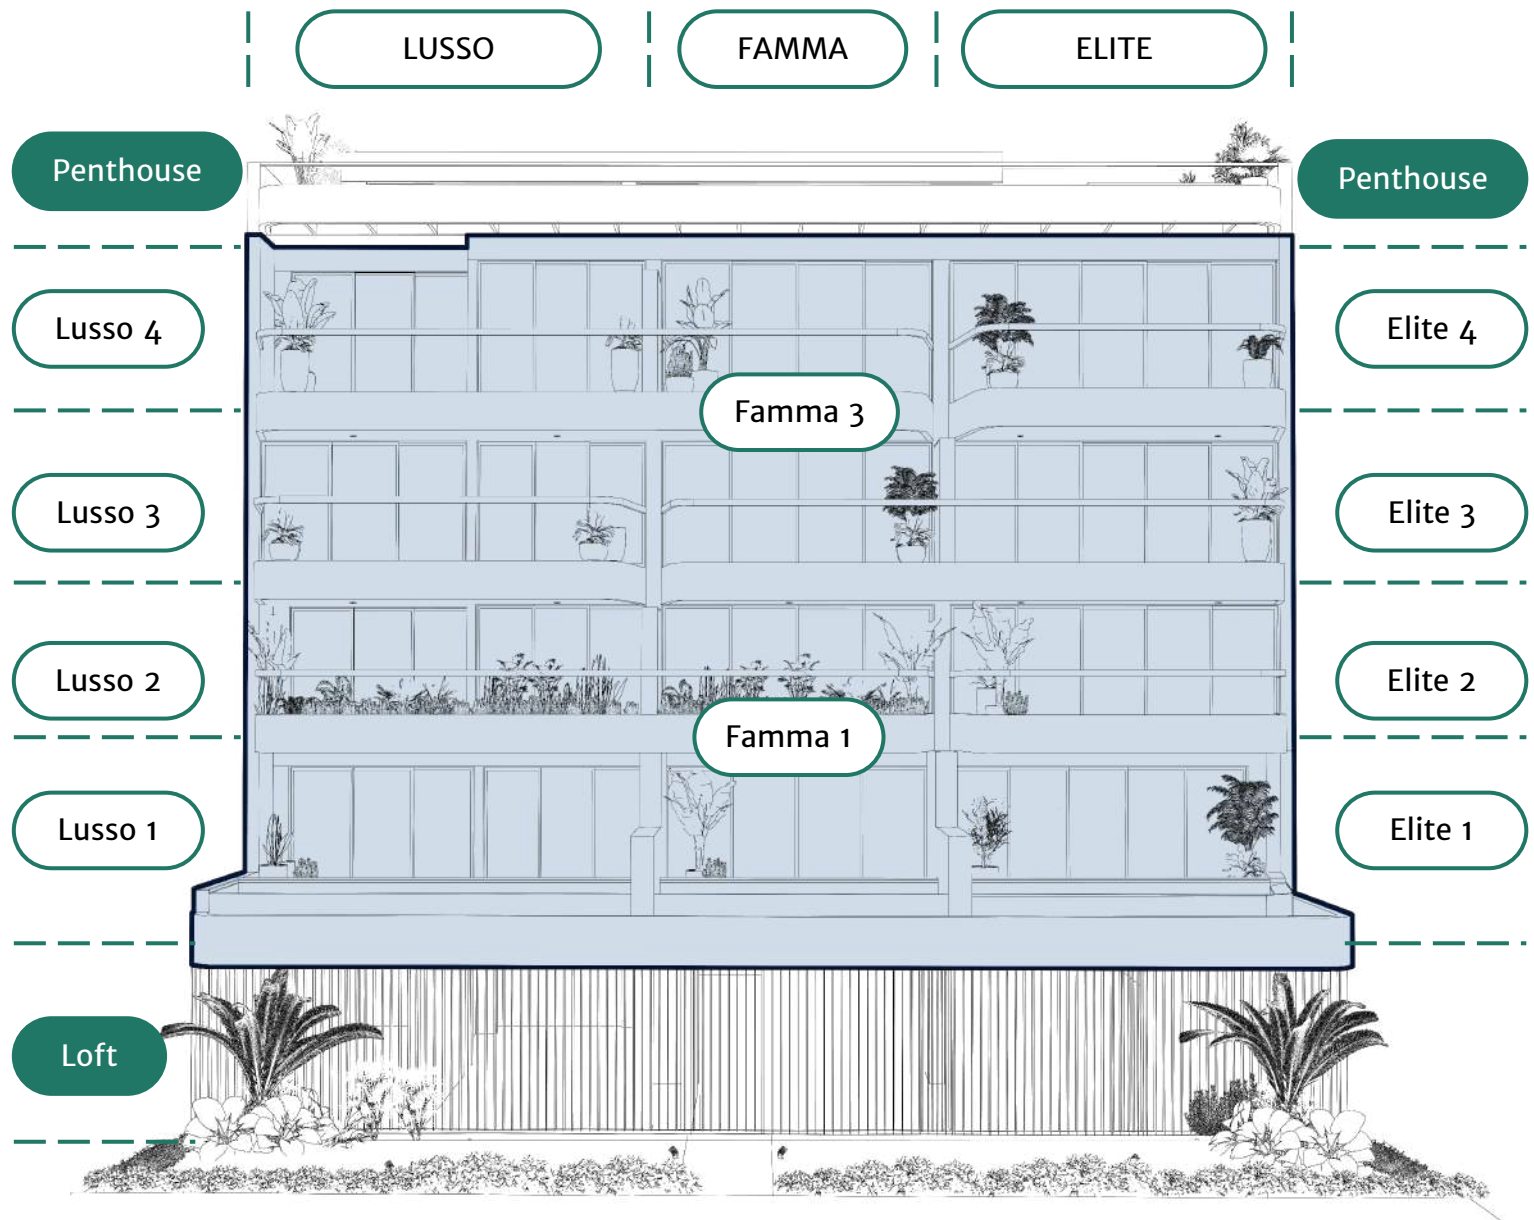 LUSSO
FAMMA
ELITE
Penthouse
Penthouse
Lusso 4
Elite 4
Famma 3
Lusso 3
Elite 3
Lusso 2
Elite 2
Famma 1
Lusso 1
Elite 1
Loft